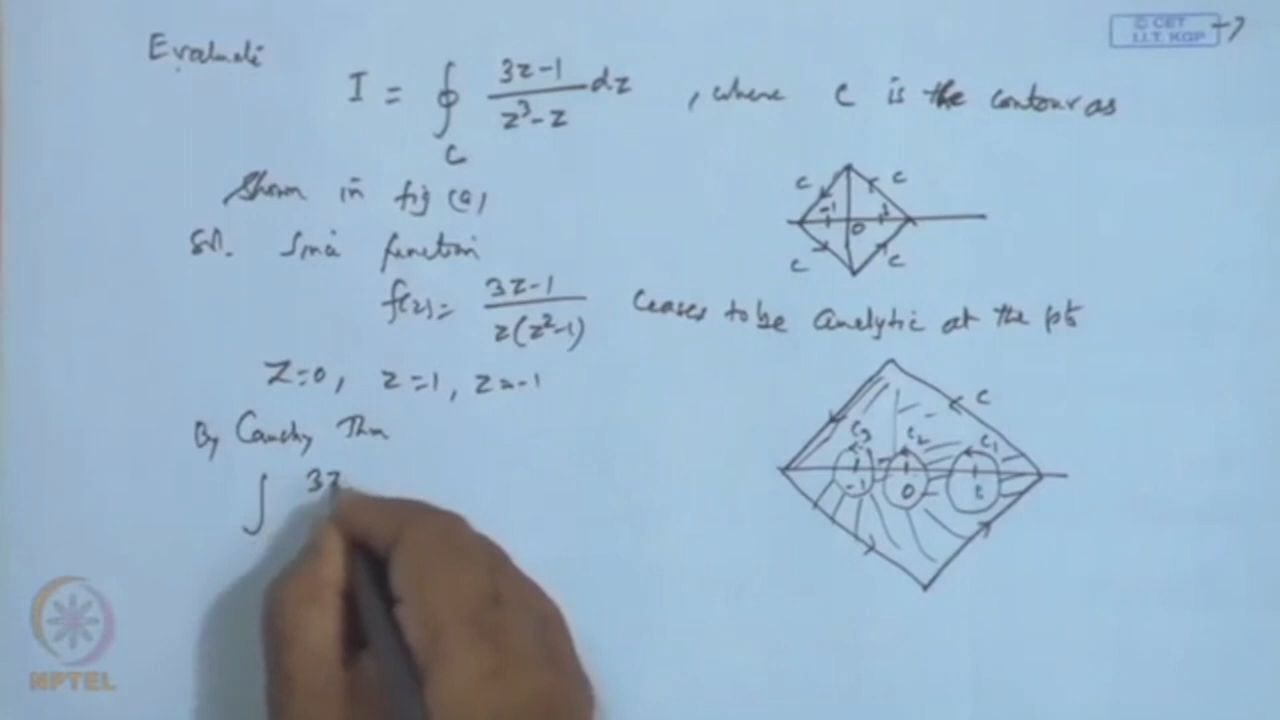 © CET
I.I.T. KGP
Evaluate
I = ∮ (3z-1)/(z³-z) dz , where C is the contour as
C
Shown in fig (a)
Sol. Since function
f(z) = (3z-1)/(z(z²-1)) ceases to be analytic at the pts
z=0, z=1, z=-1
By Cauchy Thm
∫ 3z
C C
-1 0 1
C C
C
C3 C2 C1
-1 0 1
NPTEL